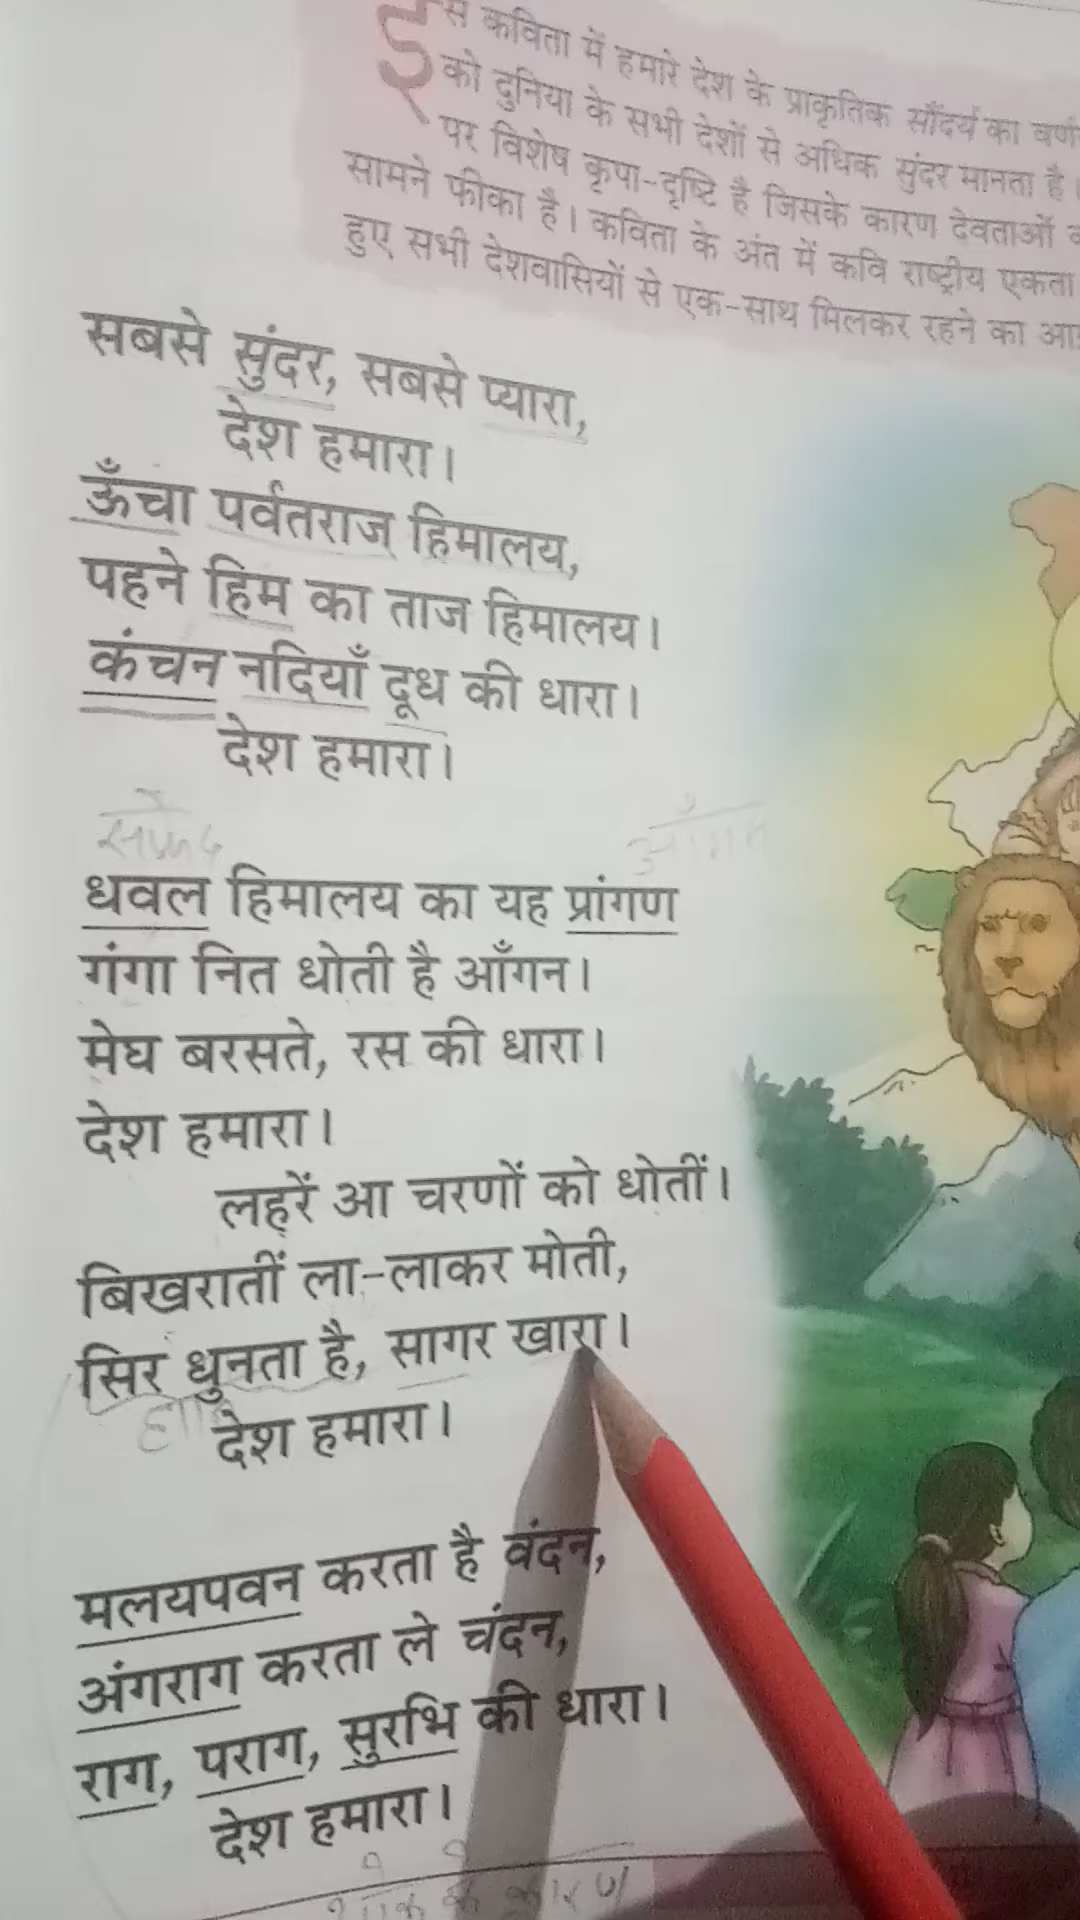 इस कविता में हमारे देश के प्राकृतिक सौंदर्य का
को दुनिया के सभी देशों से अधिक सुंदर मानता है।
पर विशेष कृपा-दृष्टि है जिसके कारण देवताओं
सामने फीका है। कविता के अंत में कवि राष्ट्रीय एकता
हुए सभी देशवासियों से एक-साथ मिलकर रहने का
सबसे सुंदर, सबसे प्यारा,
देश हमारा।
ऊँचा पर्वतराज हिमालय,
पहने हिम का ताज हिमालय।
कंचन नदियाँ दूध की धारा।
देश हमारा।
सफेद
आँगन
धवल हिमालय का यह प्रांगण
गंगा नित धोती है आँगन।
मेघ बरसते, रस की धारा।
देश हमारा।
लहरें आ चरणों को धोतीं।
बिखरातीं ला-लाकर मोती,
सिर धुनता है, सागर खारा।
देश हमारा।
मलयपवन करता है वंदन,
अंगराग करता ले चंदन,
राग, पराग, सुरभि की धारा।
देश हमारा।
के कारण